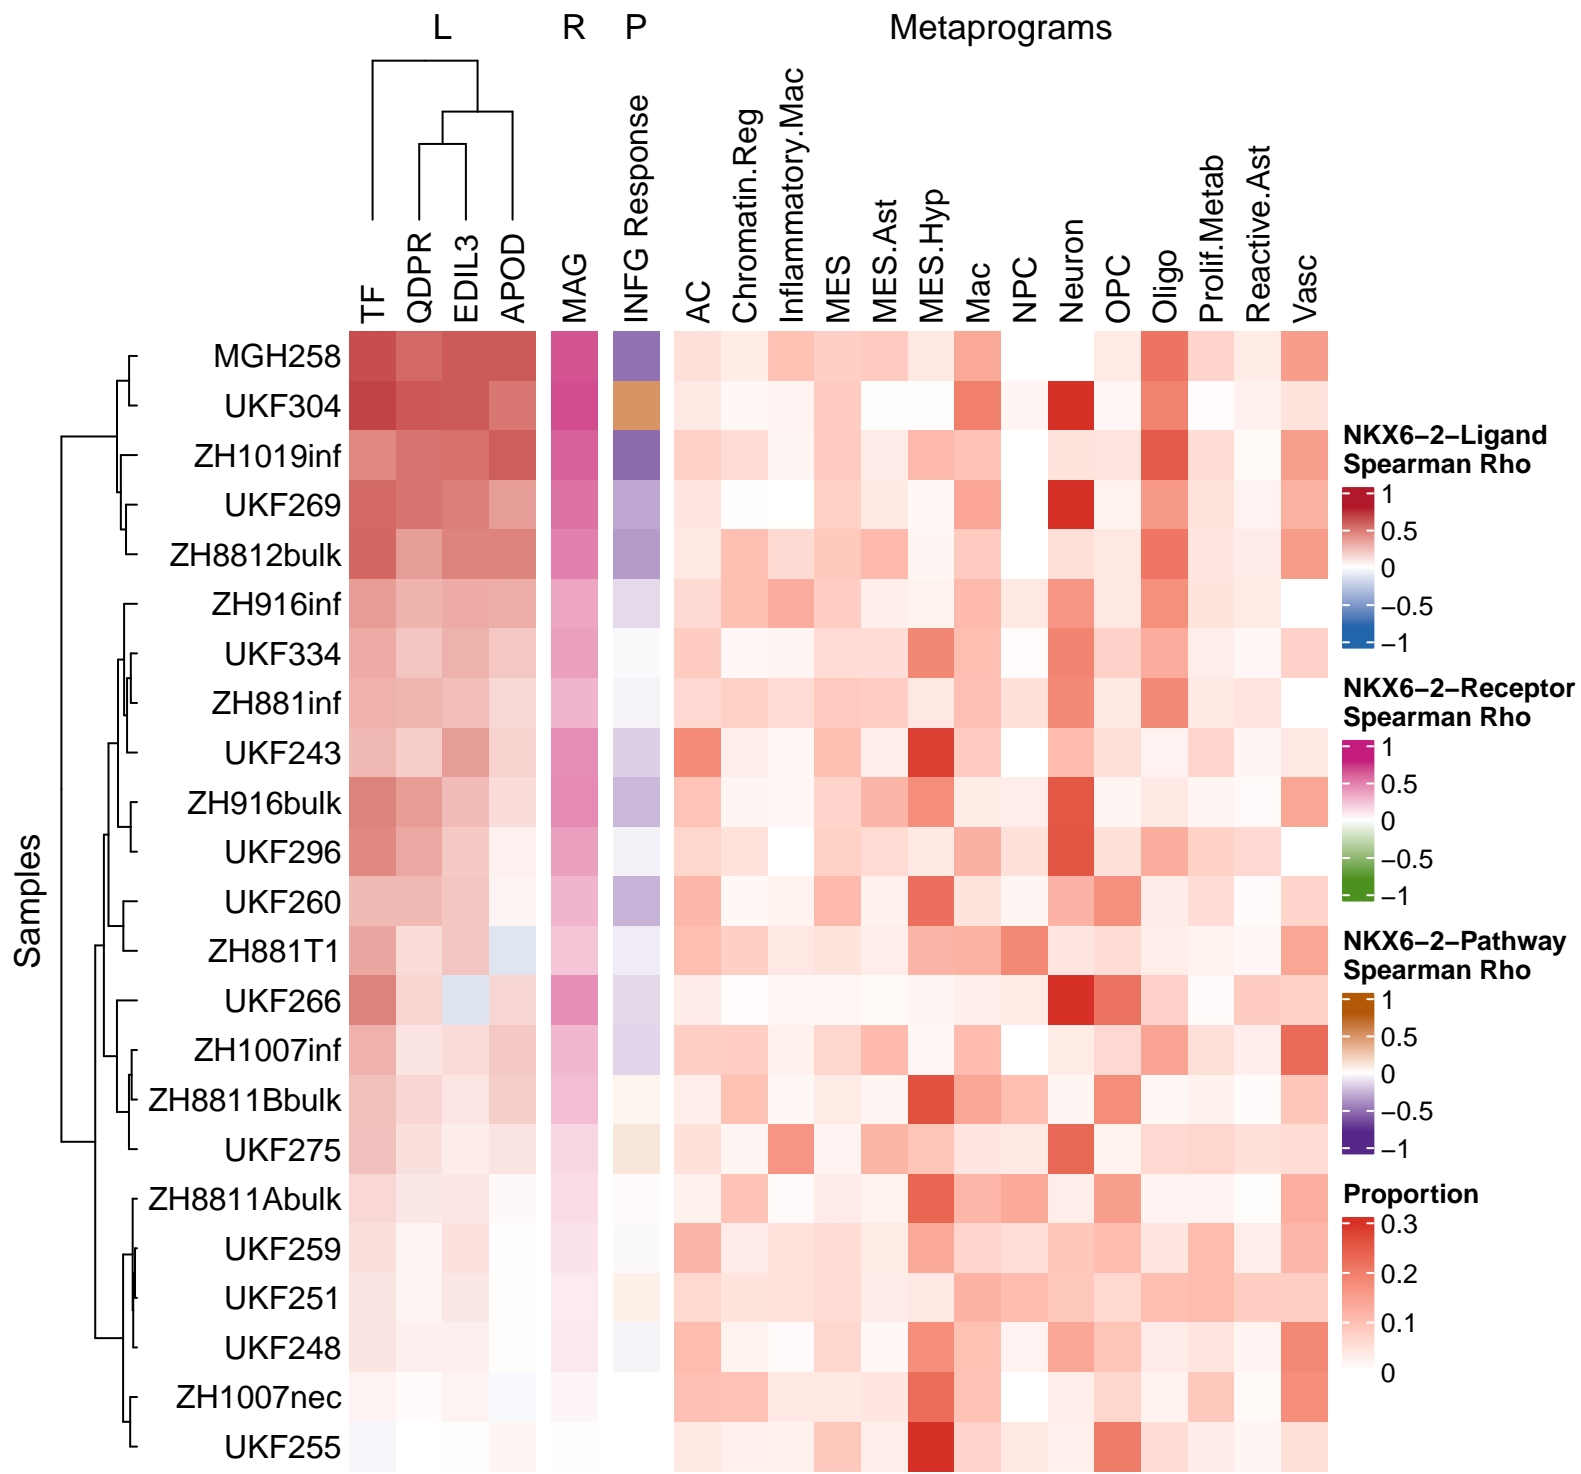 L R P Metaprograms
TF
QDPR
EDIL3
APOD
MAG
INFG Response
AC
Chromatin.Reg
Inflammatory.Mac
MES
MES.Ast
MES.Hyp
Mac
NPC
Neuron
OPC
Oligo
Prolif.Metab
Reactive.Ast
Vasc
Samples
MGH258
UKF304
ZH1019inf
UKF269
ZH8812bulk
ZH916inf
UKF334
ZH881inf
UKF243
ZH916bulk
UKF296
UKF260
ZH881T1
UKF266
ZH1007inf
ZH8811Bbulk
UKF275
ZH8811Abulk
UKF259
UKF251
UKF248
ZH1007nec
UKF255
NKX6−2−Ligand
Spearman Rho
1
0.5
0
−0.5
−1
NKX6−2−Receptor
Spearman Rho
1
0.5
0
−0.5
−1
NKX6−2−Pathway
Spearman Rho
1
0.5
0
−0.5
−1
Proportion
0.3
0.2
0.1
0